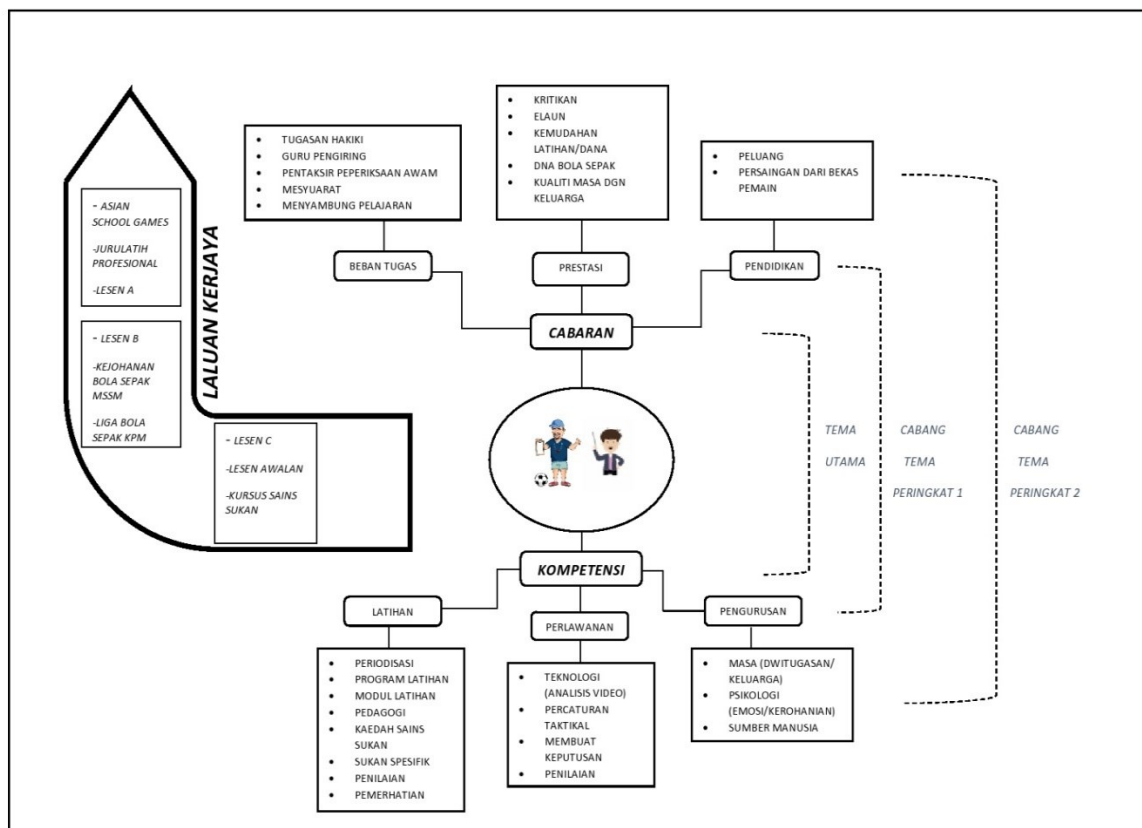 - ASIAN
SCHOOL GAMES
-JURULATIH
PROFESIONAL
-LESEN A
- LESEN B
-KEJOHANAN
BOLA SEPAK
MSSM
-LIGA BOLA
SEPAK KPM
LALUAN KERJAYA
- LESEN C
-LESEN AWALAN
-KURSUS SAINS
SUKAN
• TUGASAN HAKIKI
• GURU PENGIRING
• PENTAKSIR PEPERIKSAAN AWAM
• MESYUARAT
• MENYAMBUNG PELAJARAN
• KRITIKAN
• ELAUN
• KEMUDAHAN
LATIHAN/DANA
• DNA BOLA SEPAK
• KUALITI MASA DGN
KELUARGA
• PELUANG
• PERSAINGAN DARI BEKAS
PEMAIN
BEBAN TUGAS
PRESTASI
PENDIDIKAN
CABARAN
KOMPETENSI
LATIHAN
PERLAWANAN
PENGURUSAN
• PERIODISASI
• PROGRAM LATIHAN
• MODUL LATIHAN
• PEDAGOGI
• KAEDAH SAINS
SUKAN
• SUKAN SPESIFIK
• PENILAIAN
• PEMERHATIAN
• TEKNOLOGI
(ANALISIS VIDEO)
• PERCATURAN
TAKTIKAL
• MEMBUAT
KEPUTUSAN
• PENILAIAN
• MASA (DWITUGASAN/
KELUARGA)
• PSIKOLOGI
(EMOSI/KEROHANIAN)
• SUMBER MANUSIA
TEMA
UTAMA
CABANG
TEMA
PERINGKAT 1
CABANG
TEMA
PERINGKAT 2